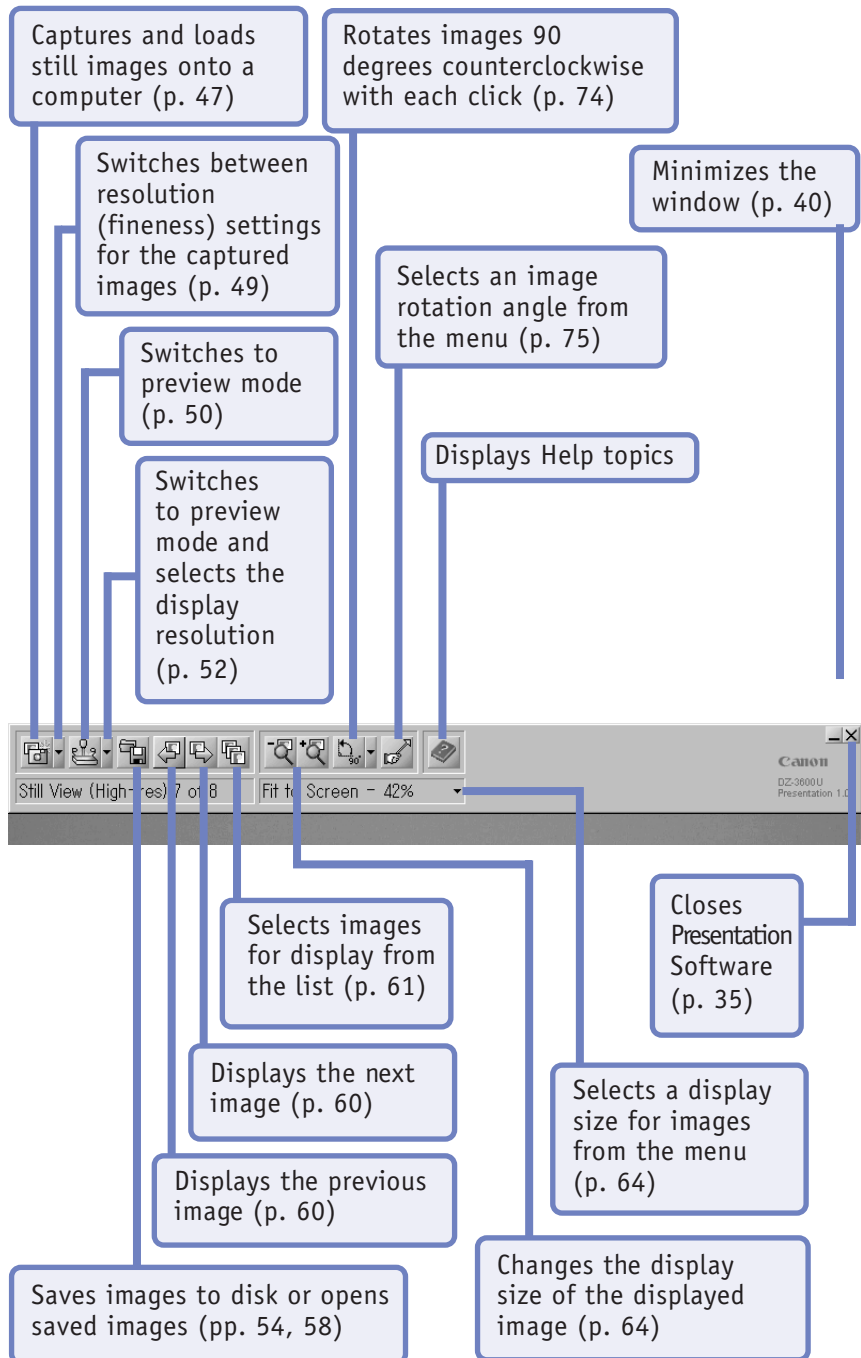 Captures and loads
still images onto a
computer (p. 47)
Rotates images 90
degrees counterclockwise
with each click (p. 74)
Switches between
resolution
(fineness) settings
for the captured
images (p. 49)
Minimizes the
window (p. 40)
Selects an image
rotation angle from
the menu (p. 75)
Switches to
preview mode
(p. 50)
Displays Help topics
Switches
to preview
mode and
selects the
display
resolution
(p. 52)
90°
?
Canon
DZ-3600U
Presentation 1.0
Still View (High-res) 7 of 8
Fit to Screen - 42%
Selects images
for display from
the list (p. 61)
Closes
Presentation
Software
(p. 35)
Displays the next
image (p. 60)
Selects a display
size for images
from the menu
(p. 64)
Displays the previous
image (p. 60)
Changes the display
size of the displayed
image (p. 64)
Saves images to disk or opens
saved images (pp. 54, 58)